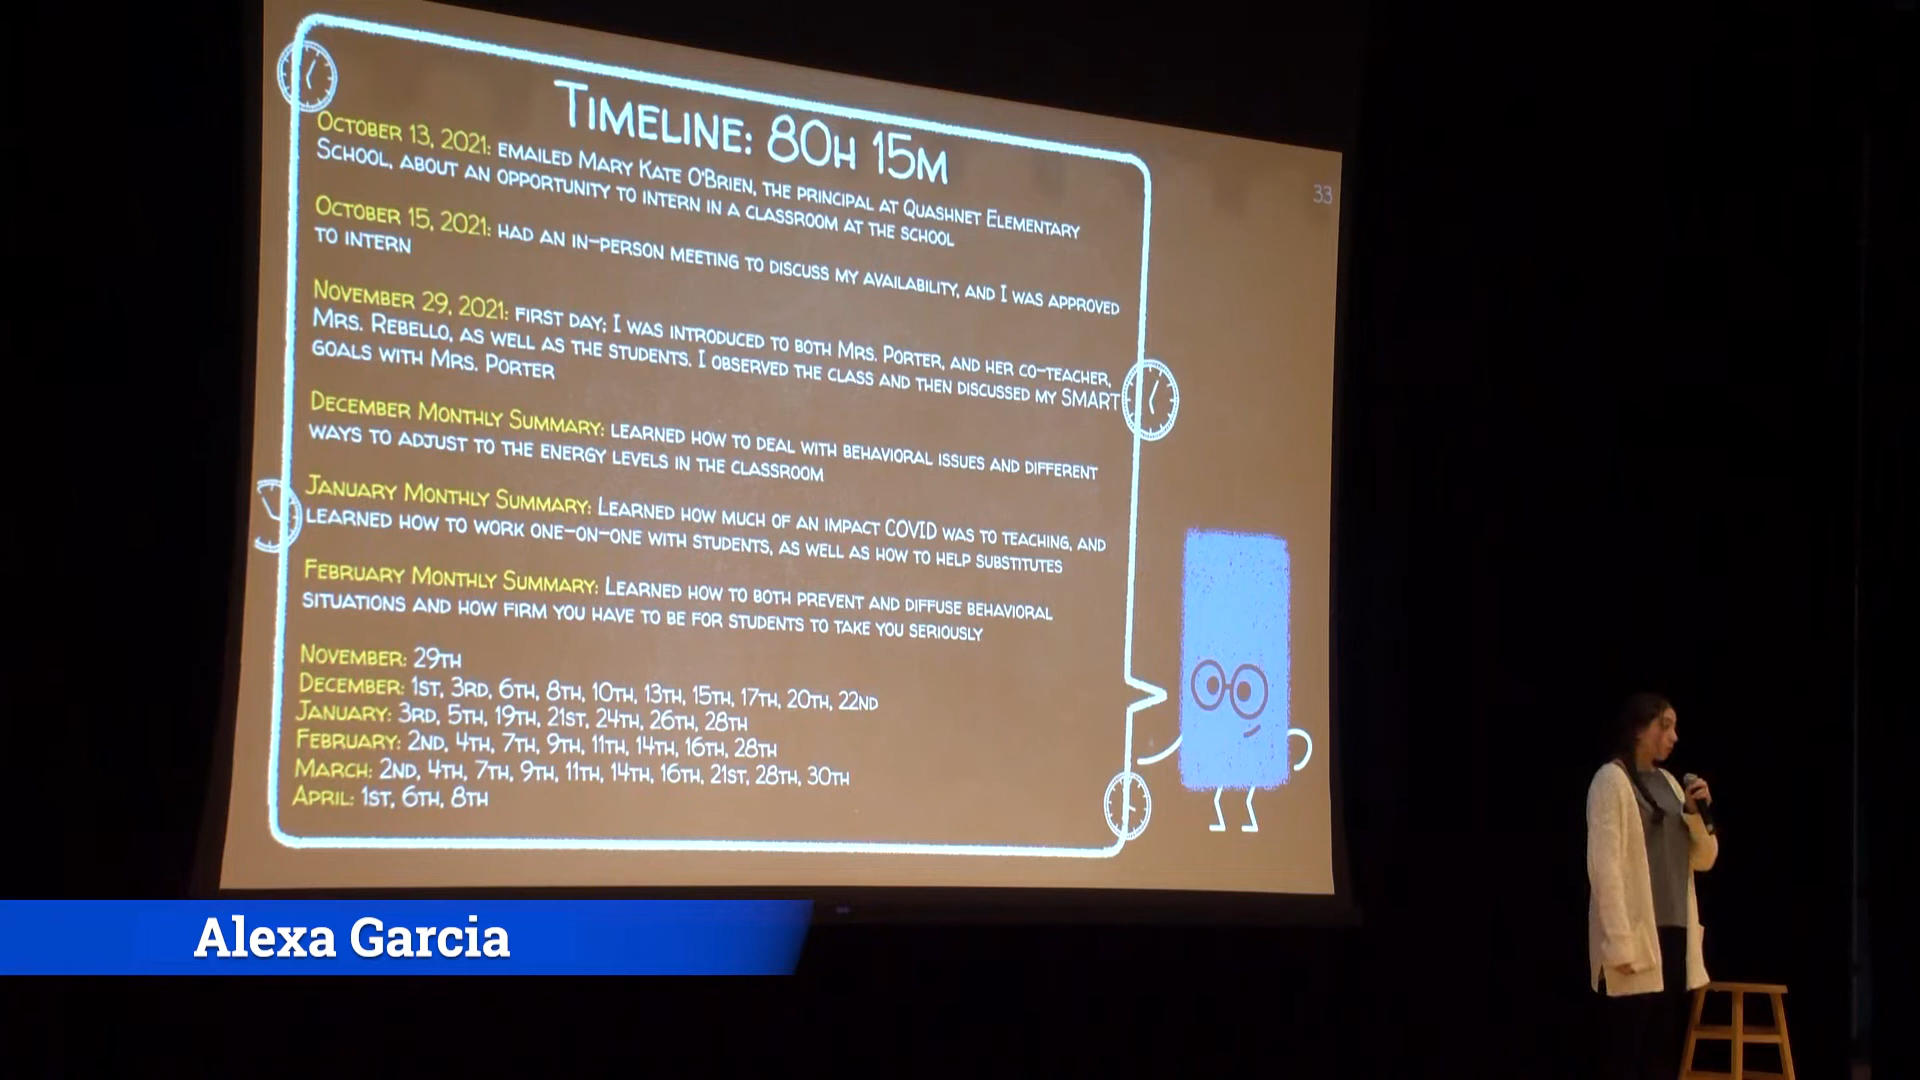 Timeline: 80h 15m
33
October 13, 2021: emailed Mary Kate O'Brien, the principal at Quashnet Elementary
School, about an opportunity to intern in a classroom at the school
October 15, 2021: had an in-person meeting to discuss my availability, and I was approved
to intern
November 29, 2021: first day; I was introduced to both Mrs. Porter, and her co-teacher,
Mrs. Rebello, as well as the students. I observed the class and then discussed my SMART
goals with Mrs. Porter
December Monthly Summary: learned how to deal with behavioral issues and different
ways to adjust to the energy levels in the classroom
January Monthly Summary: Learned how much of an impact COVID was to teaching, and
learned how to work one-on-one with students, as well as how to help substitutes
February Monthly Summary: Learned how to both prevent and diffuse behavioral
situations and how firm you have to be for students to take you seriously
November: 29th
December: 1st, 3rd, 6th, 8th, 10th, 13th, 15th, 17th, 20th, 22nd
January: 3rd, 5th, 19th, 21st, 24th, 26th, 28th
February: 2nd, 4th, 7th, 9th, 11th, 14th, 16th, 28th
March: 2nd, 4th, 7th, 9th, 11th, 14th, 16th, 21st, 28th, 30th
April: 1st, 6th, 8th
Alexa Garcia